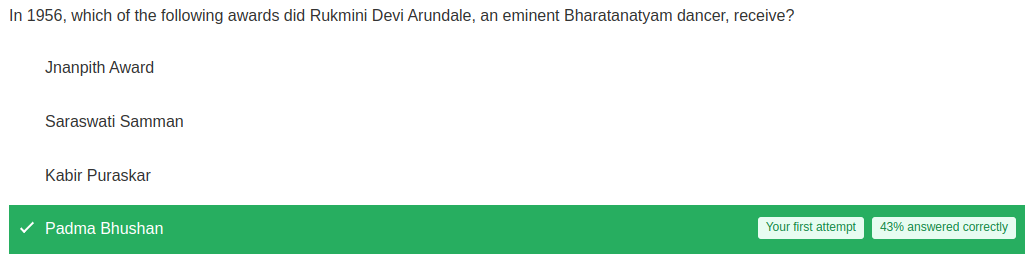 In 1956, which of the following awards did Rukmini Devi Arundale, an eminent Bharatanatyam dancer, receive?
Jnanpith Award
Saraswati Samman
Kabir Puraskar
Padma Bhushan Your first attempt 43% answered correctly